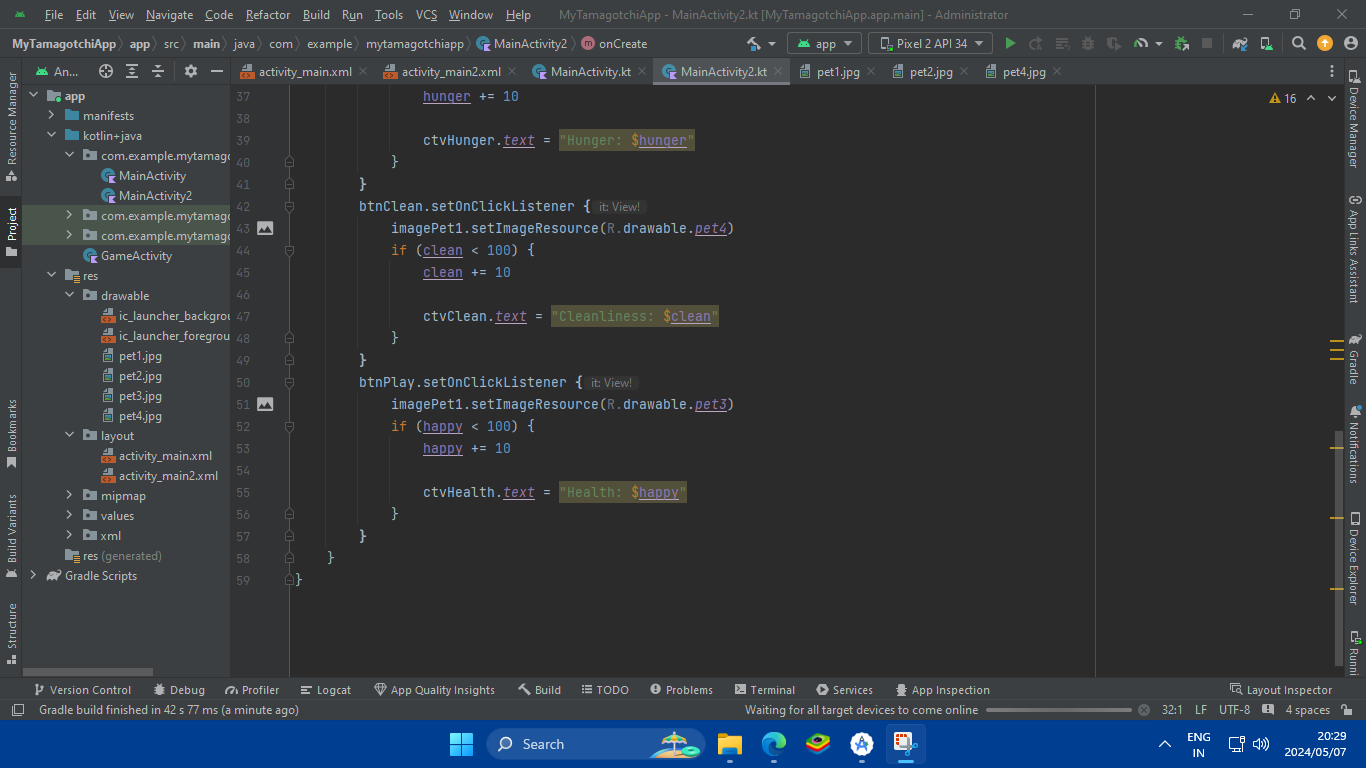 File Edit View Navigate Code Refactor Build Run Tools VCS Window Help MyTamagotchiApp - MainActivity2.kt [MyTamagotchiApp.app.main] - Administrator
MyTamagotchiApp app src main java com example mytamagotchiapp MainActivity2 onCreate app Pixel 2 API 34
An... activity_main.xml activity_main2.xml MainActivity.kt MainActivity2.kt pet1.jpg pet2.jpg pet4.jpg
Resource Manager
Project
Bookmarks
Build Variants
Structure
app
manifests
kotlin+java
com.example.mytamago
MainActivity
MainActivity2
com.example.mytamago
com.example.mytamago
GameActivity
res
drawable
ic_launcher_backgrou
ic_launcher_foregrou
pet1.jpg
pet2.jpg
pet3.jpg
pet4.jpg
layout
activity_main.xml
activity_main2.xml
mipmap
values
xml
res (generated)
Gradle Scripts
16
37 hunger += 10
38
39 ctvHunger.text = "Hunger: $hunger"
40 }
41 }
42 btnClean.setOnClickListener { it: View!
43 imagePet1.setImageResource(R.drawable.pet4)
44 if (clean < 100) {
45 clean += 10
46
47 ctvClean.text = "Cleanliness: $clean"
48 }
49 }
50 btnPlay.setOnClickListener { it: View!
51 imagePet1.setImageResource(R.drawable.pet3)
52 if (happy < 100) {
53 happy += 10
54
55 ctvHealth.text = "Health: $happy"
56 }
57 }
58 }
59 }
Device Manager
App Links Assistant
Gradle
Notifications
Device Explorer
Runni
Version Control Debug Profiler Logcat App Quality Insights Build TODO Problems Terminal Services App Inspection Layout Inspector
Gradle build finished in 42 s 77 ms (a minute ago) Waiting for all target devices to come online 32:1 LF UTF-8 4 spaces
Search
ENG
IN
20:29
2024/05/07